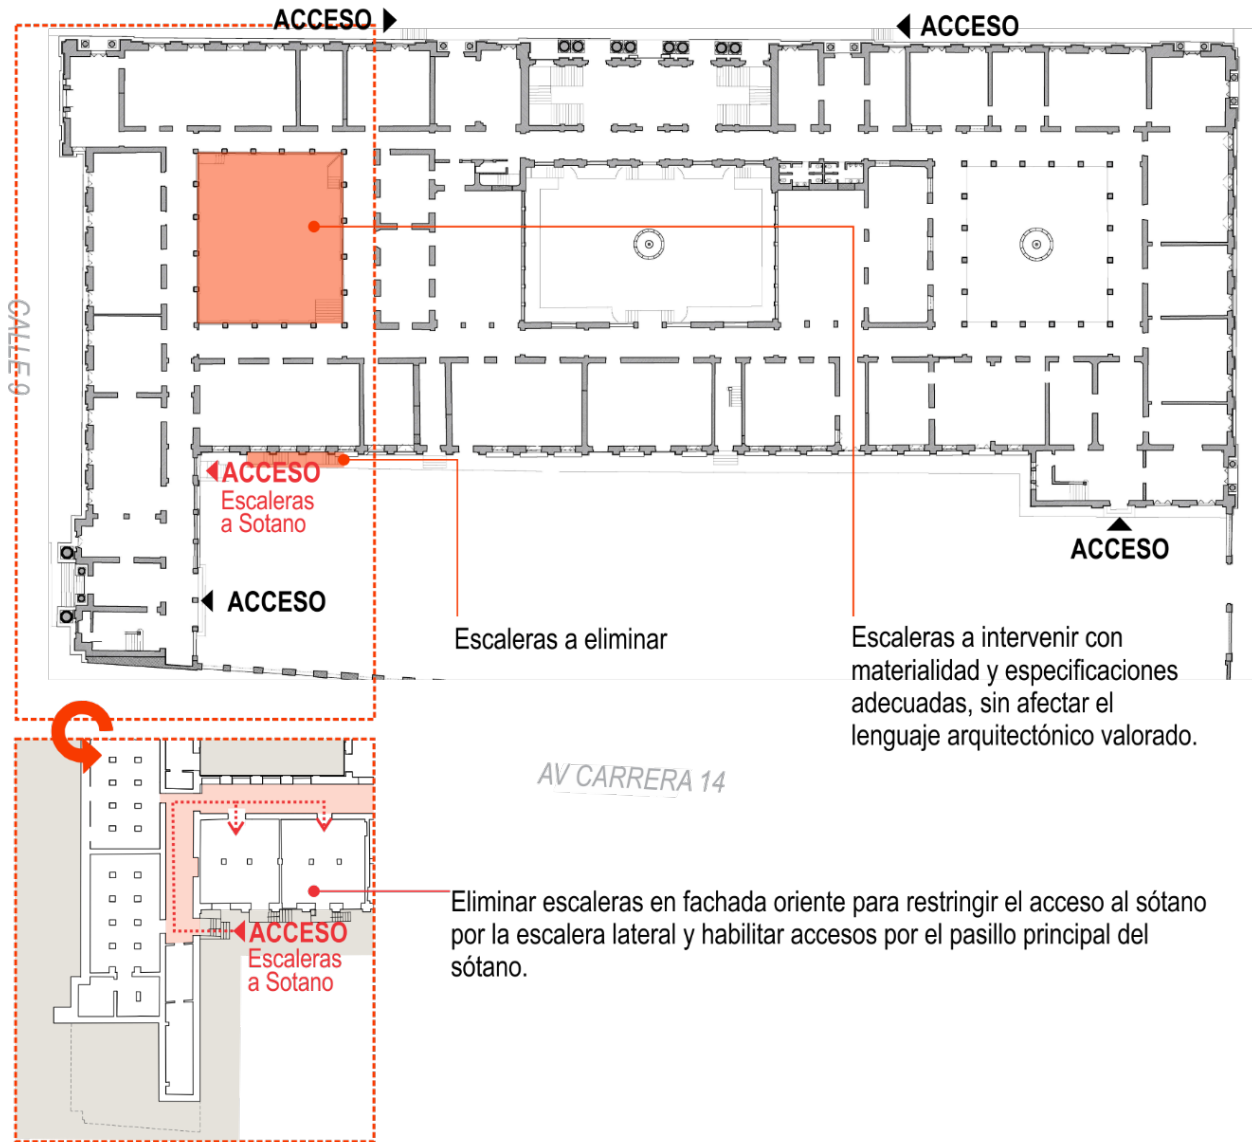 ACCESO
ACCESO
CALLE 9
ACCESO
Escaleras
a Sotano
ACCESO
ACCESO
Escaleras a eliminar
Escaleras a intervenir con
materialidad y especificaciones
adecuadas, sin afectar el
lenguaje arquitectónico valorado.
AV CARRERA 14
Eliminar escaleras en fachada oriente para restringir el acceso al sótano
por la escalera lateral y habilitar accesos por el pasillo principal del
sótano.
ACCESO
Escaleras
a Sotano